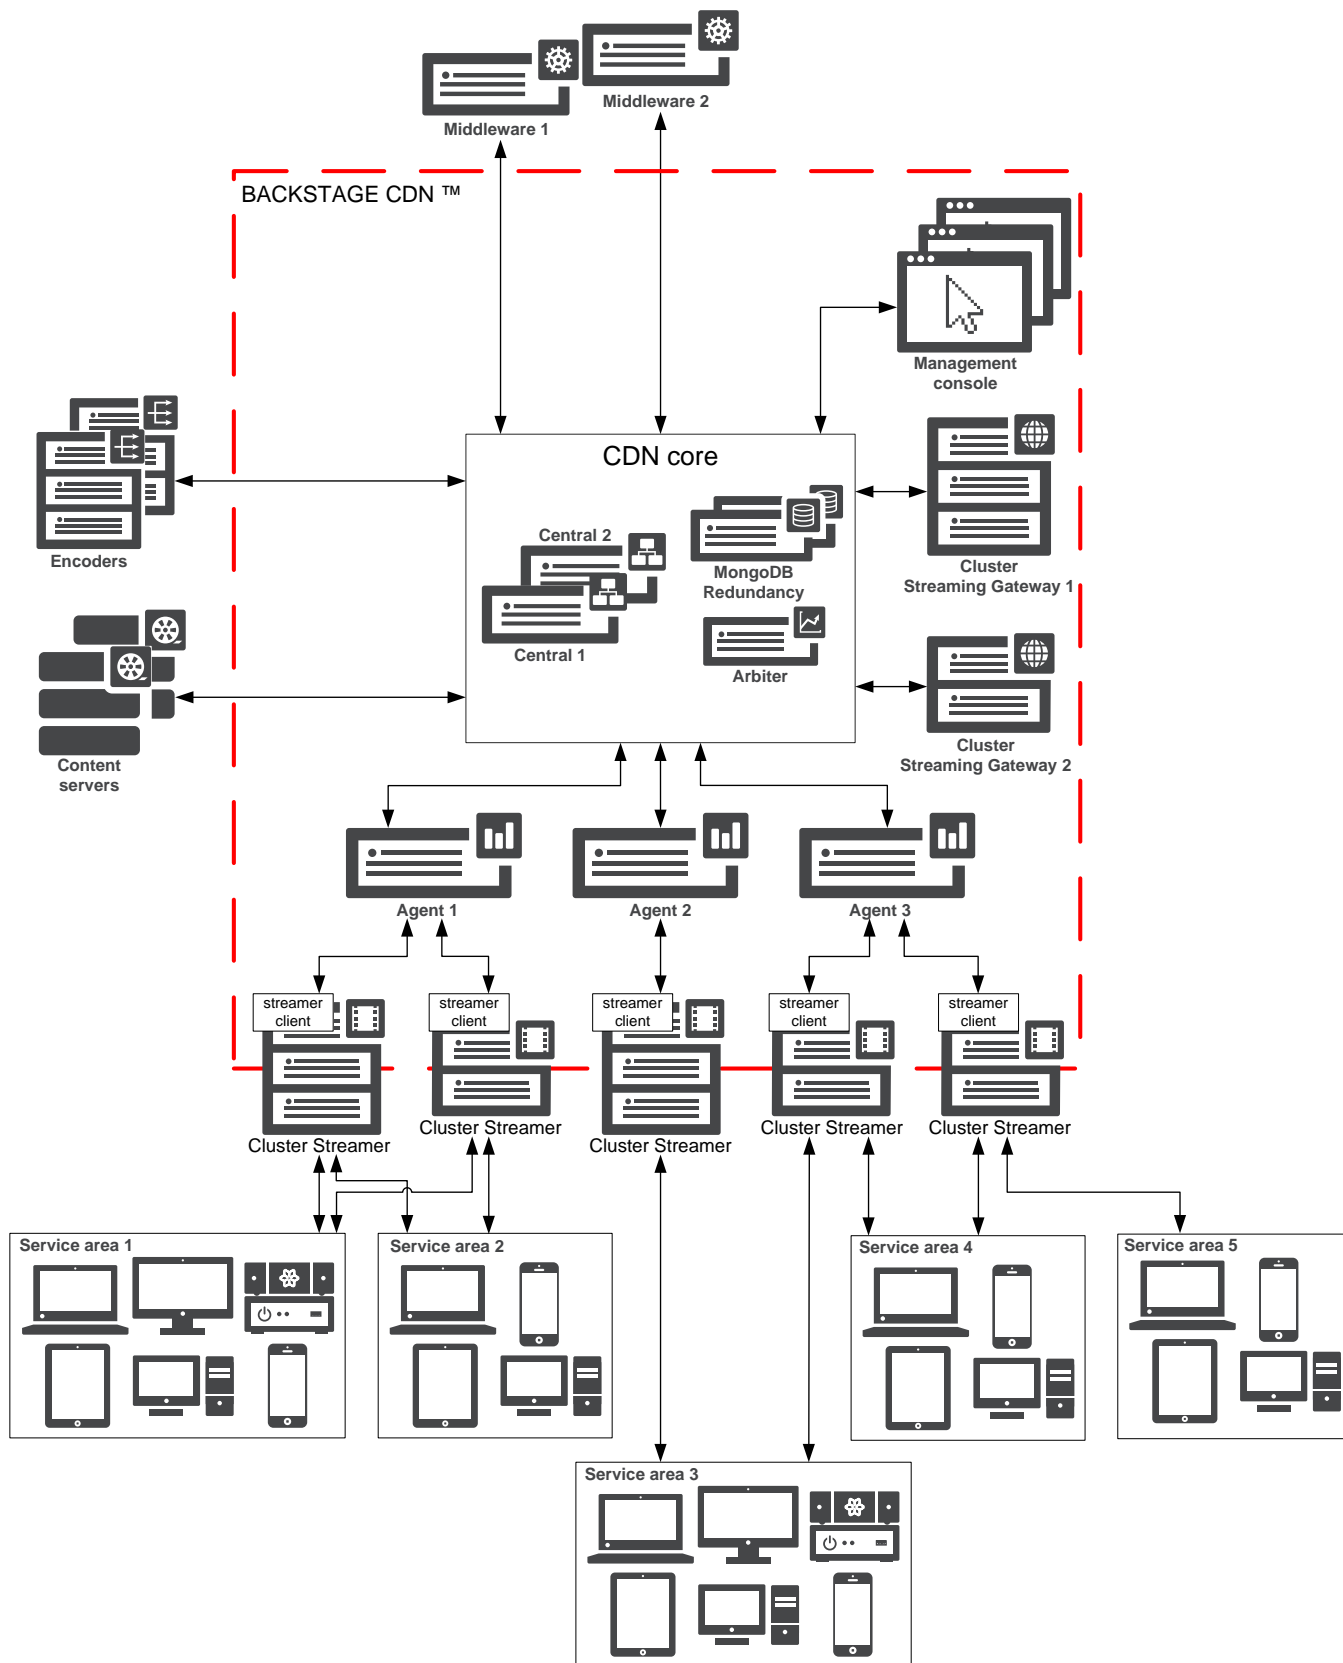 Middleware 2
Middleware 1
BACKSTAGE CDN ™
Management
console
CDN core
Encoders
Central 2
Central 1
MongoDB
Redundancy
Arbiter
Cluster
Streaming Gateway 1
Cluster
Streaming Gateway 2
Content
servers
Agent 1
Agent 2
Agent 3
streamer
client
streamer
client
streamer
client
streamer
client
streamer
client
Cluster Streamer
Cluster Streamer
Cluster Streamer
Cluster Streamer
Cluster Streamer
Service area 1
Service area 2
Service area 4
Service area 5
Service area 3